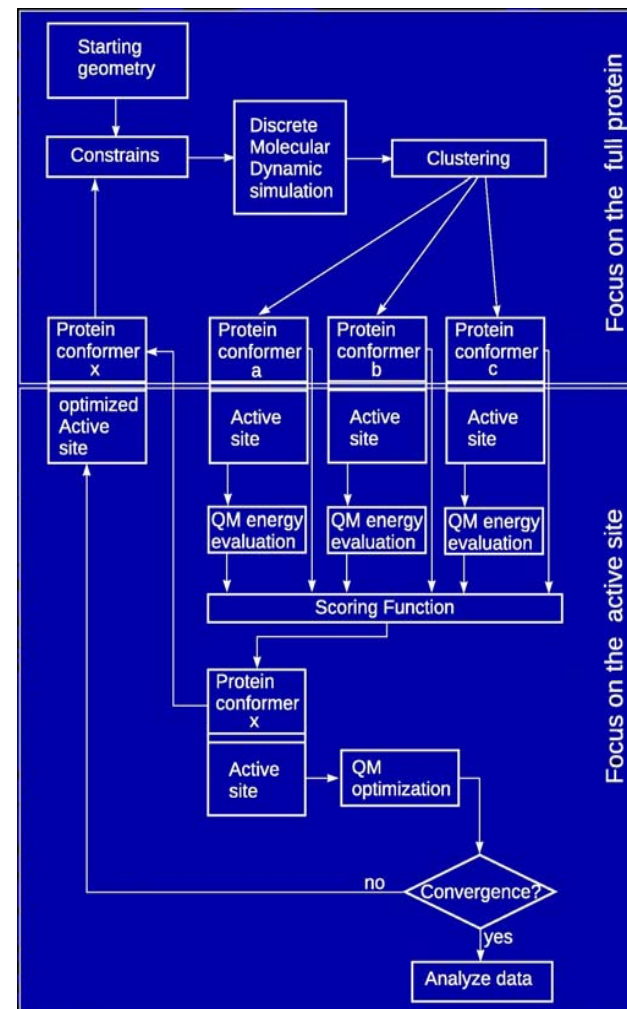 Starting
geometry
Constrains
Discrete
Molecular
Dynamic
simulation
Clustering
Focus on the full protein
Protein
conformer
x
Protein
conformer
a
Protein
conformer
b
Protein
conformer
c
optimized
Active
site
Active
site
Active
site
Active
site
QM energy
evaluation
QM energy
evaluation
QM energy
evaluation
Scoring Function
Focus on the active site
Protein
conformer
x
Active
site
QM
optimization
Convergence?
no
yes
Analyze data